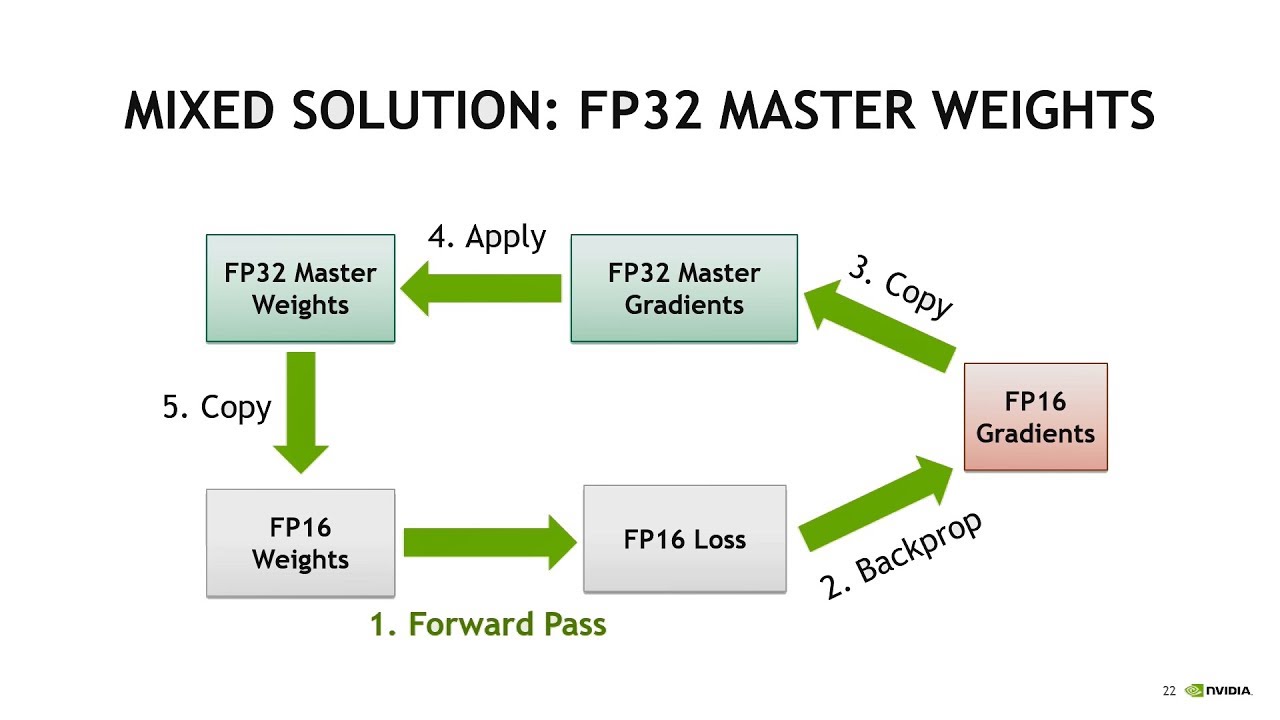 MIXED SOLUTION: FP32 MASTER WEIGHTS
4. Apply
FP32 Master
Weights
FP32 Master
Gradients
3. Copy
5. Copy
FP16
Gradients
FP16
Weights
FP16 Loss
2. Backprop
1. Forward Pass
22
NVIDIA.